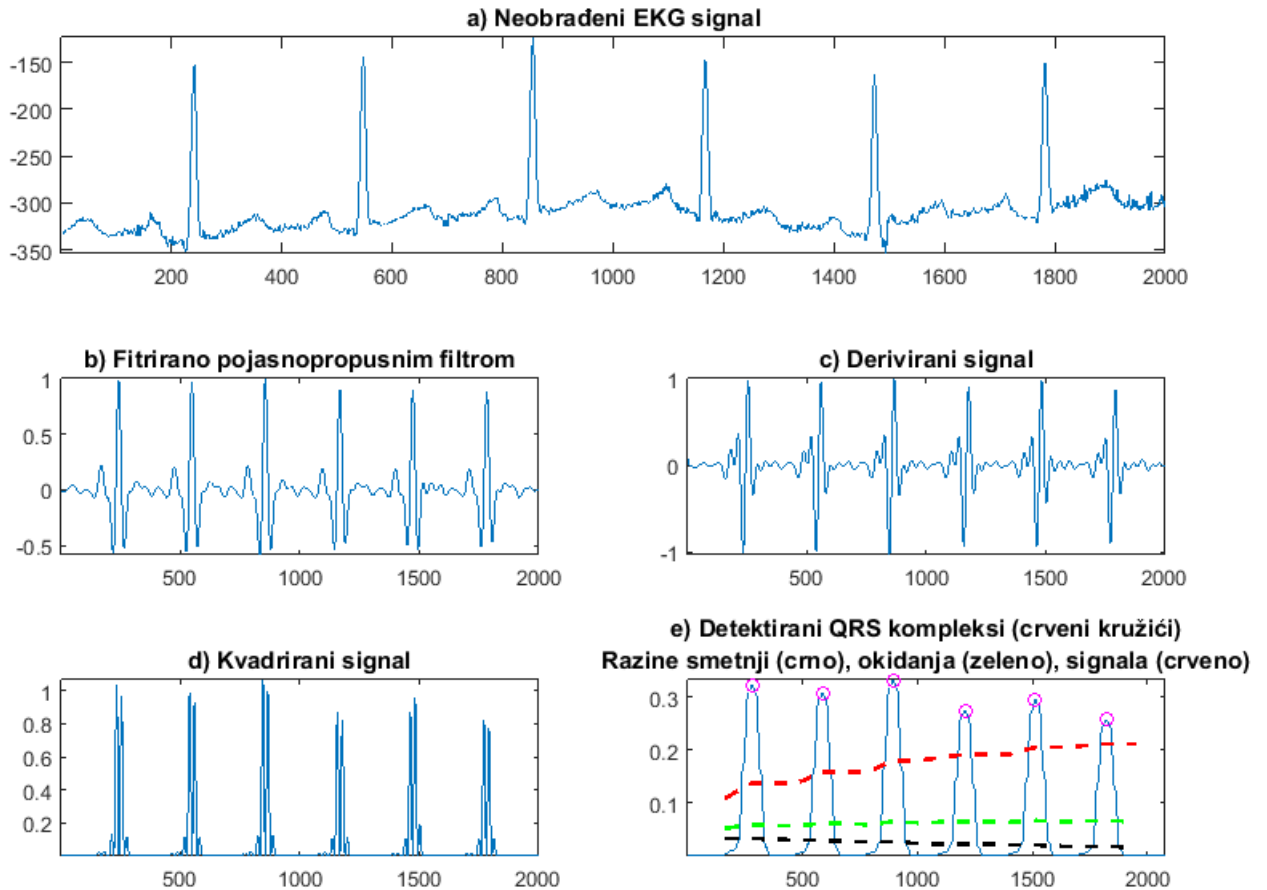 a) Neobrađeni EKG signal
-150
-200
-250
-300
-350
200 400 600 800 1000 1200 1400 1600 1800 2000
b) Fitrirano pojasnopropusnim filtrom
1
0.5
0
-0.5
500 1000 1500 2000
c) Derivirani signal
1
0
-1
500 1000 1500 2000
d) Kvadrirani signal
1
0.8
0.6
0.4
0.2
500 1000 1500 2000
e) Detektirani QRS kompleksi (crveni kružići)
Razine smetnji (crno), okidanja (zeleno), signala (crveno)
0.3
0.2
0.1
500 1000 1500 2000